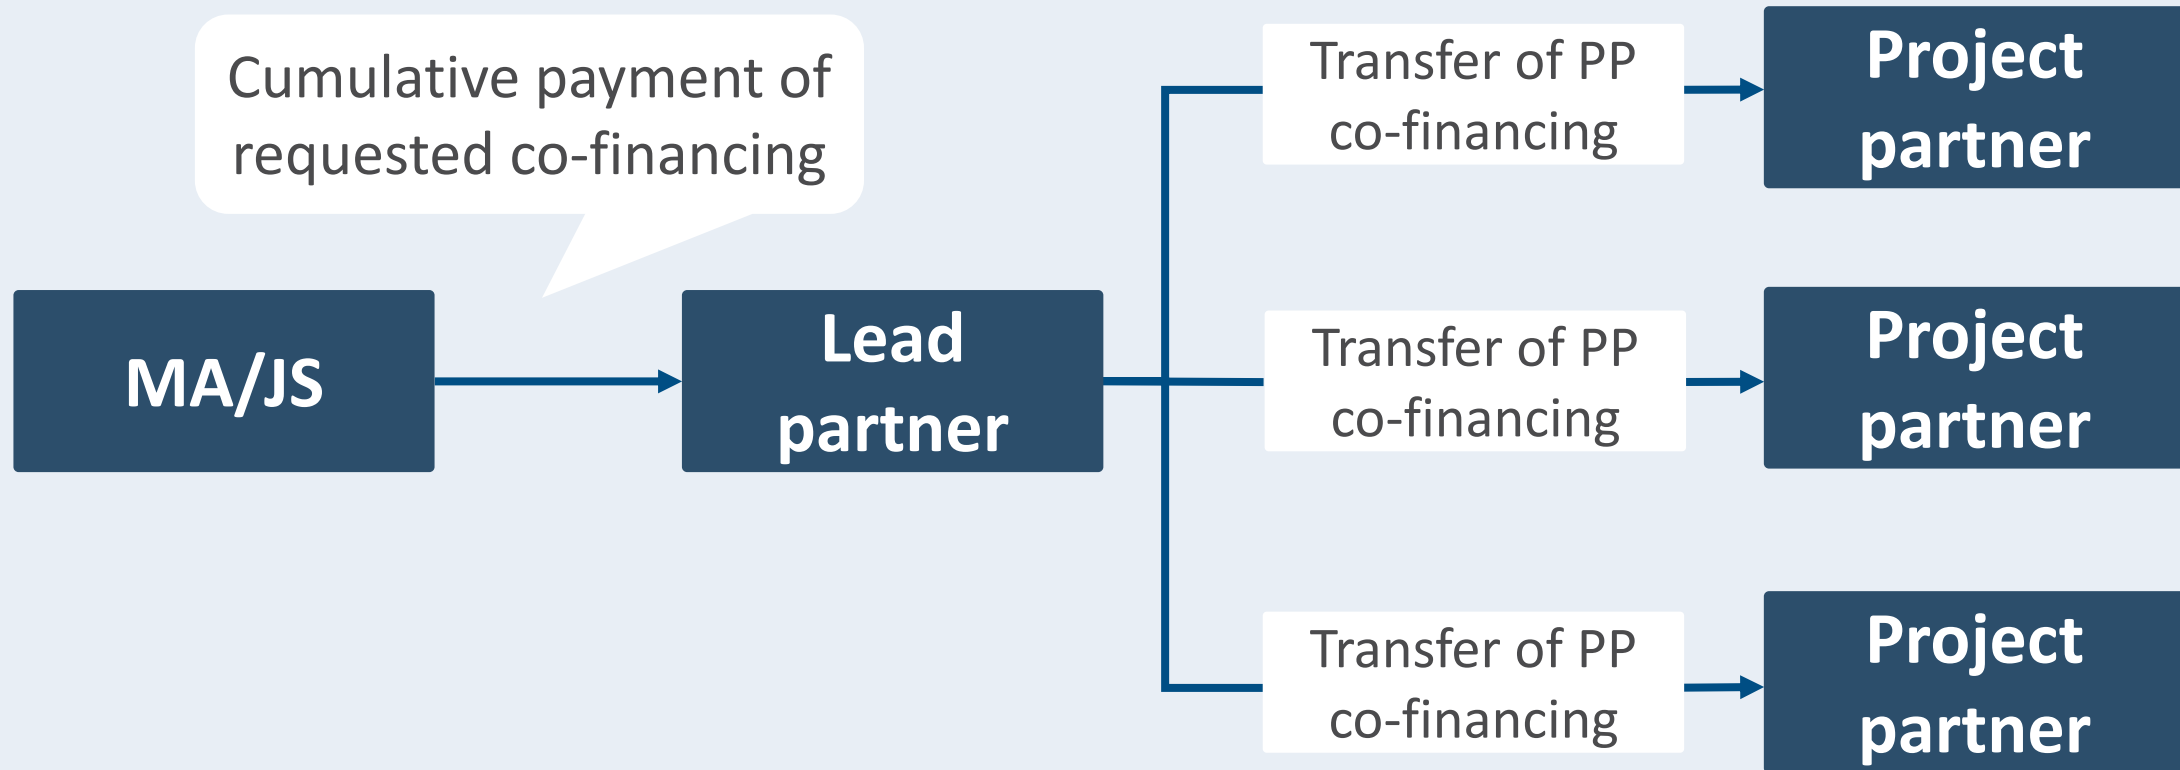 Cumulative payment of
requested co-financing
MA/JS
Lead
partner
Transfer of PP
co-financing
Project
partner
Transfer of PP
co-financing
Project
partner
Transfer of PP
co-financing
Project
partner